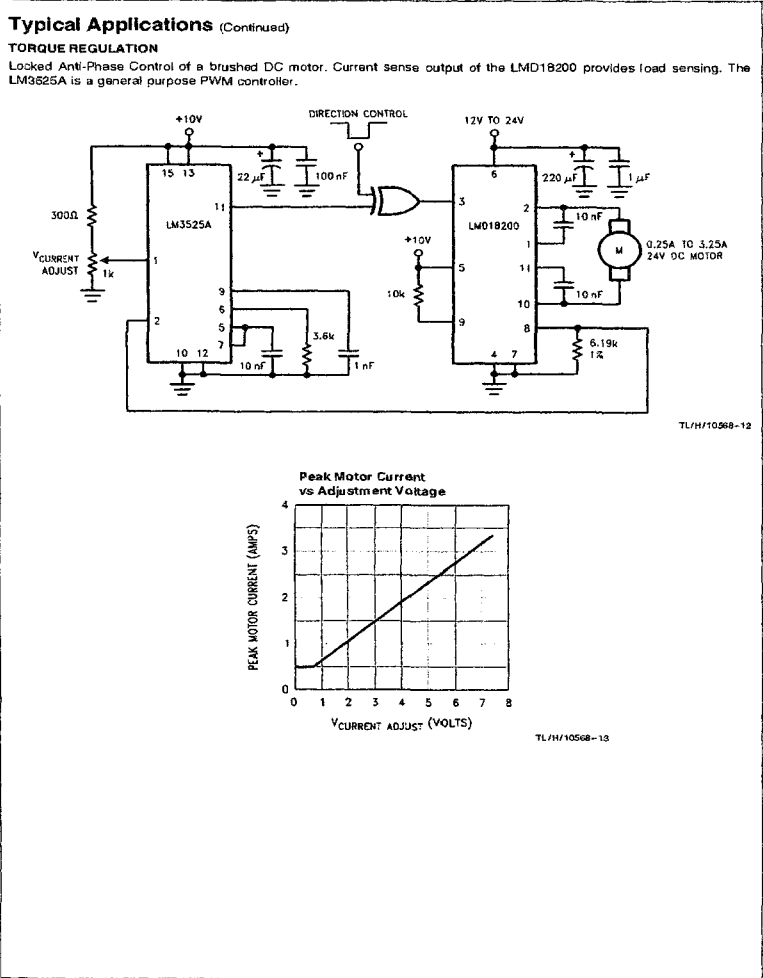 Typical Applications (Continued)
TORQUE REGULATION
Locked Anti-Phase Control of a brushed DC motor. Current sense output of the LMD18200 provides load sensing. The
LM3525A is a general purpose PWM controller.
DIRECTION CONTROL
+10V
12V TO 24V
15 13
22 µF
100 nF
6
220 µF
1 µF
300Ω
11
LM3525A
3
LMD18200
2
10 nF
VCURRENT ADJUST
1k
1
+10V
1
M
0.25A TO 3.25A
24V DC MOTOR
5
11
10k
9
10 nF
10
2
6
5
7
3.6k
9
8
6.19k
1%
10 12
10 nF
1 nF
4 7
TL/H/10568-12
Peak Motor Current
vs Adjustment Voltage
PEAK MOTOR CURRENT (AMPS)
4
3
2
1
0
0 1 2 3 4 5 6 7 8
VCURRENT ADJUST (VOLTS)
TL/H/10568-13